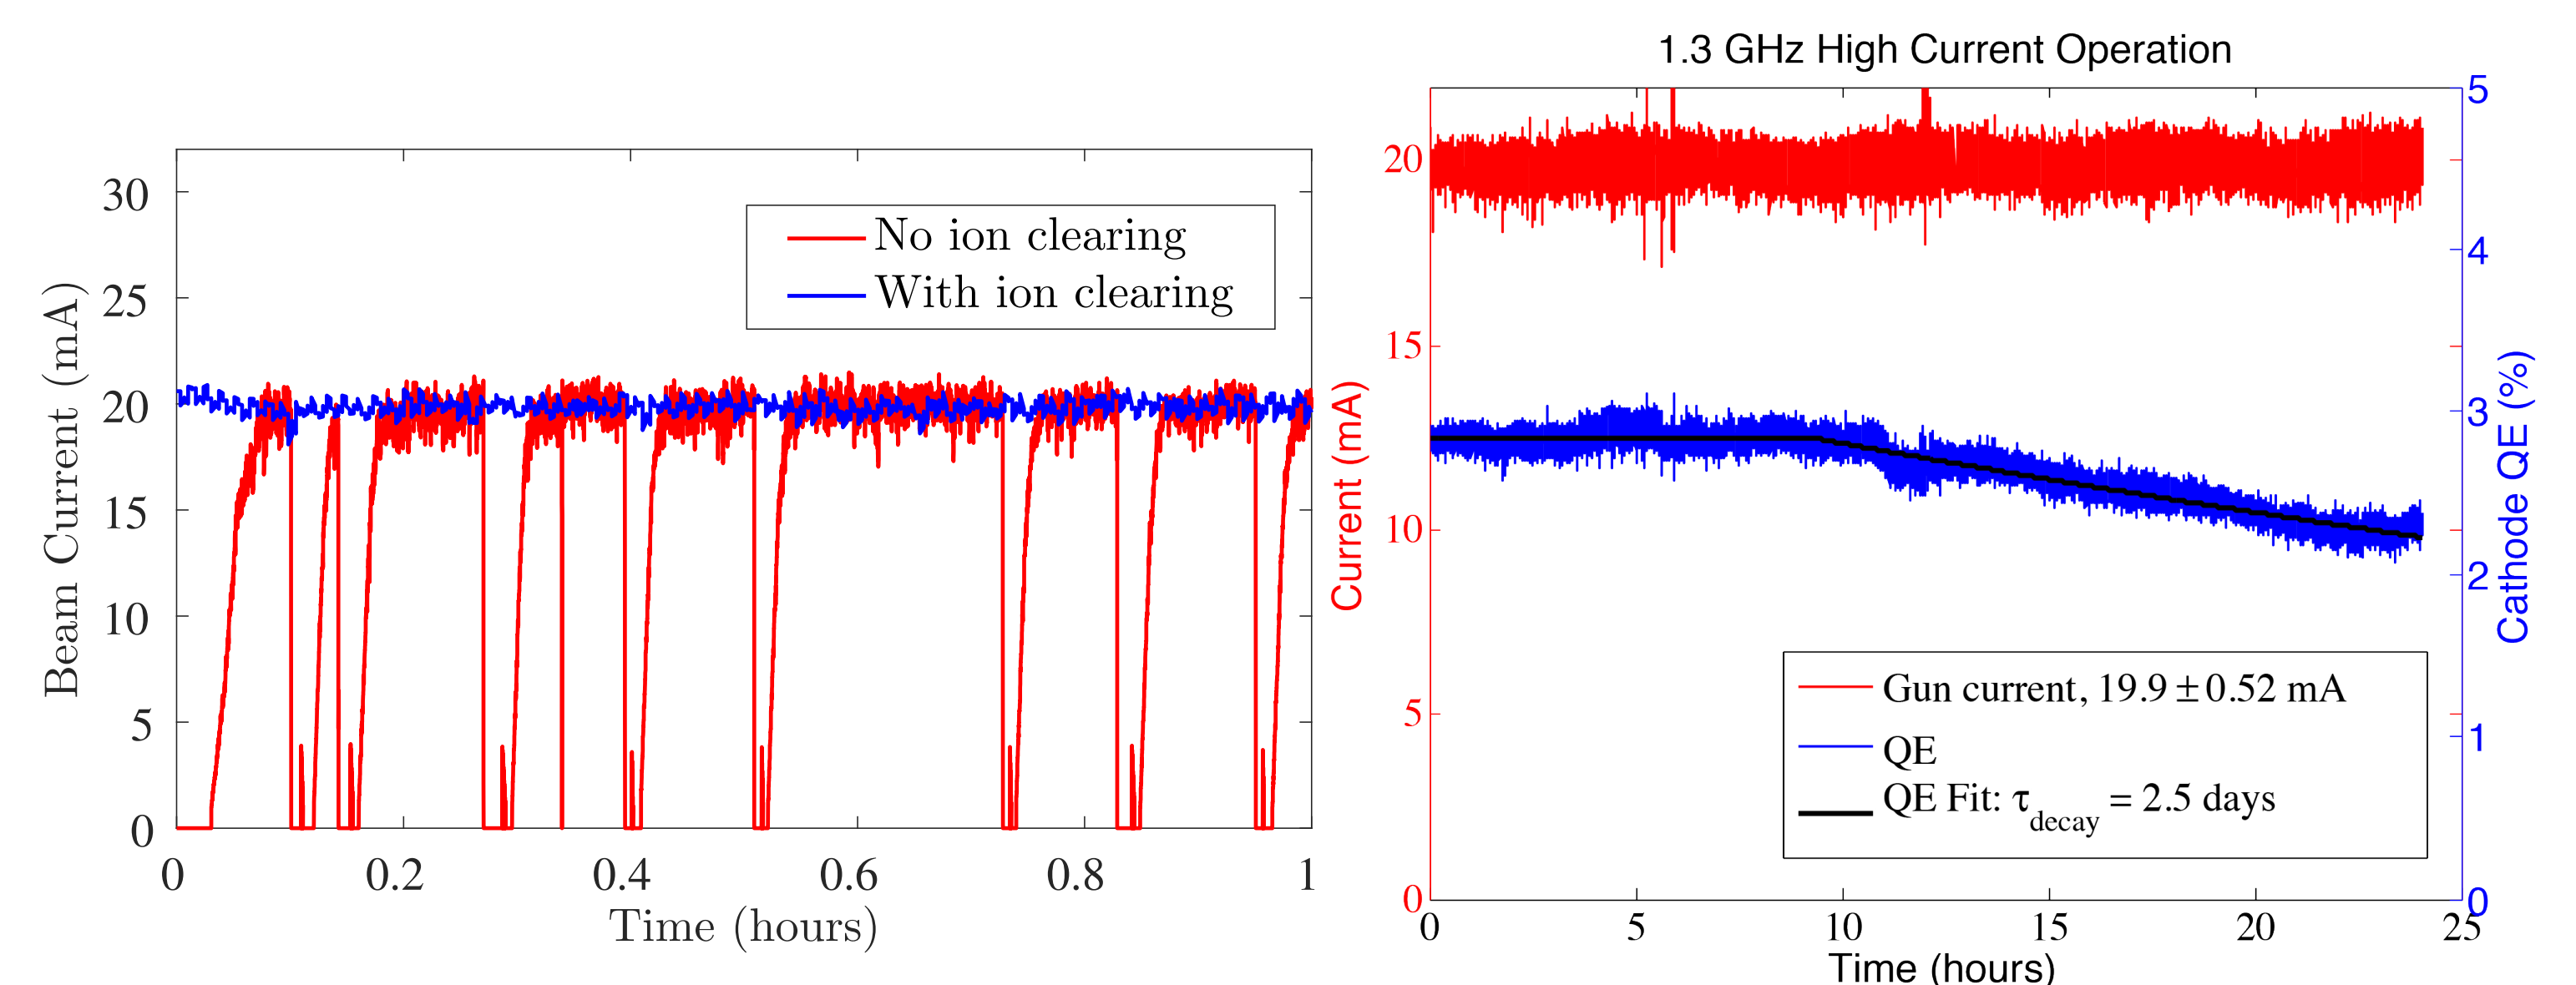 Beam Current (mA)
30
25
20
15
10
5
0
No ion clearing
With ion clearing
0 0.2 0.4 0.6 0.8 1
Time (hours)
1.3 GHz High Current Operation
Current (mA)
20
15
10
5
0
Gun current, 19.9 ± 0.52 mA
QE
QE Fit: τdecay = 2.5 days
5
4
3
2
1
0
Cathode QE (%)
0 5 10 15 20 25
Time (hours)